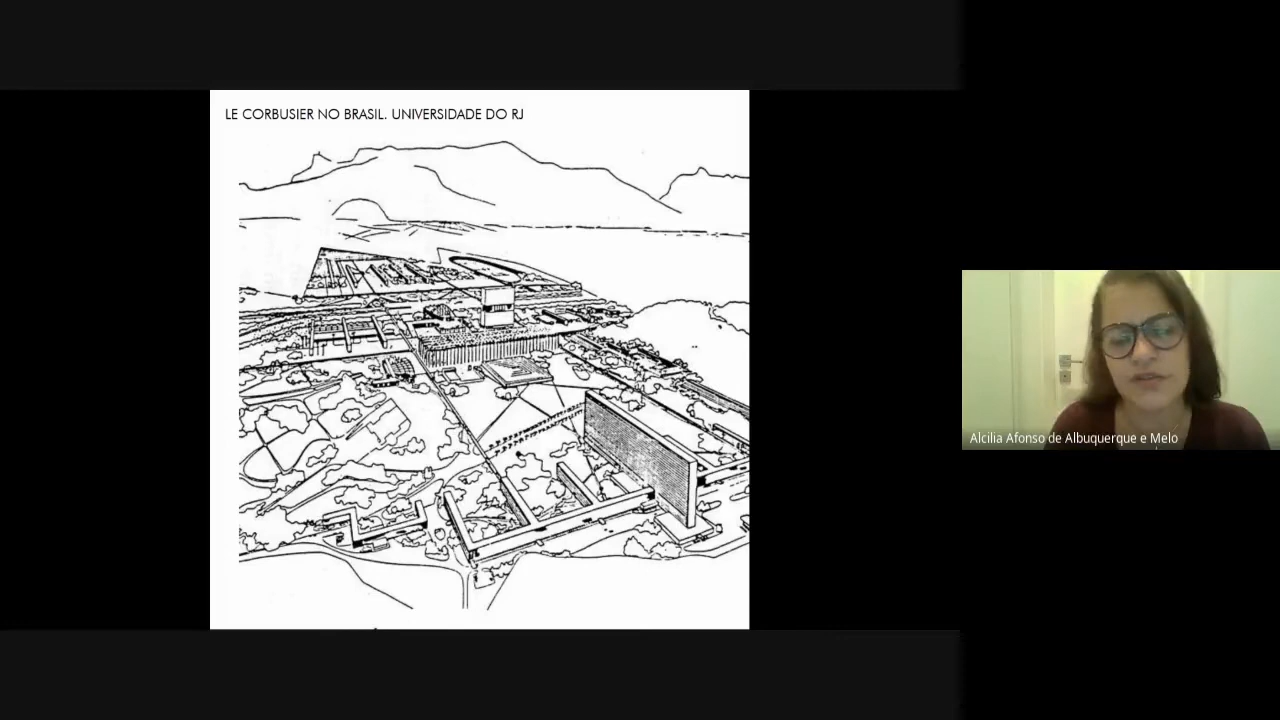 LE CORBUSIER NO BRASIL. UNIVERSIDADE DO RJ
Alcilia Afonso de Albuquerque e Melo